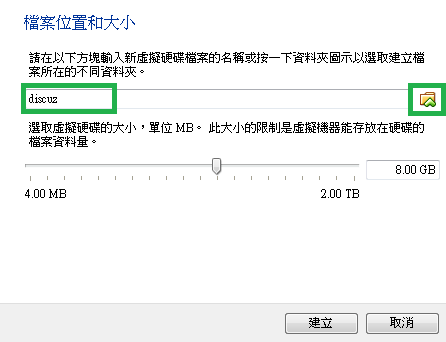 檔案位置和大小
請在以下方塊輸入新虛擬硬碟檔案的名稱或按一下資料夾圖示以選取建立檔
案所在的不同資料夾。
discuz
選取虛擬硬碟的大小，單位 MB。 此大小的限制是虛擬機器能存放在硬碟的
檔案資料量。
8.00 GB
4.00 MB 2.00 TB
建立 取消